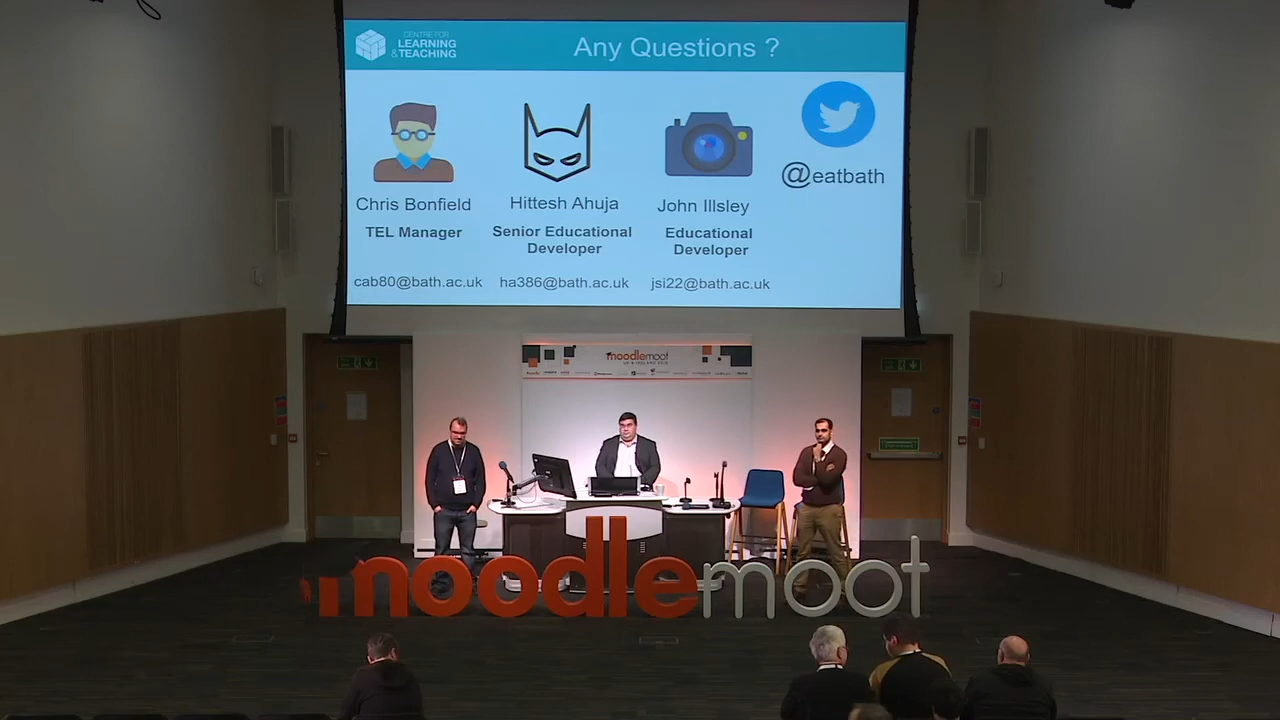 CENTRE FOR
LEARNING
&TEACHING
Any Questions ?
@eatbath
Chris Bonfield
Hittesh Ahuja
John Illsley
TEL Manager
Senior Educational
Developer
Educational
Developer
cab80@bath.ac.uk
ha386@bath.ac.uk
jsi22@bath.ac.uk
moodlemoot
moodlemoot